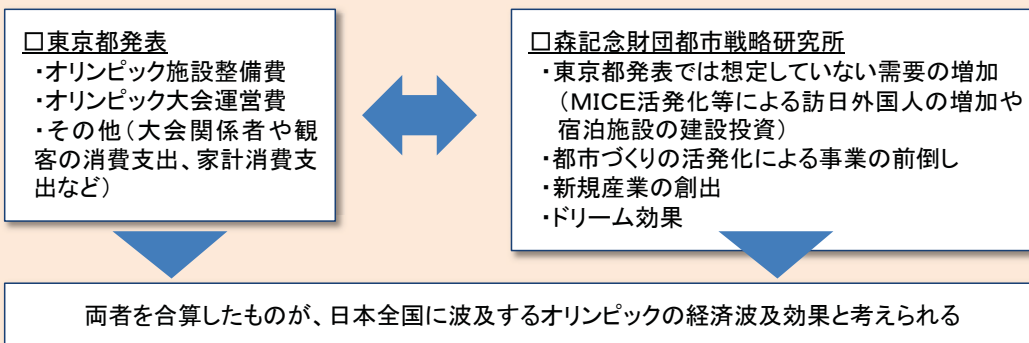 □東京都発表
・オリンピック施設整備費
・オリンピック大会運営費
・その他(大会関係者や観
客の消費支出、家計消費支
出など)
□森記念財団都市戦略研究所
・東京都発表では想定していない需要の増加
(MICE活発化等による訪日外国人の増加や
宿泊施設の建設投資)
・都市づくりの活発化による事業の前倒し
・新規産業の創出
・ドリーム効果
両者を合算したものが、日本全国に波及するオリンピックの経済波及効果と考えられる